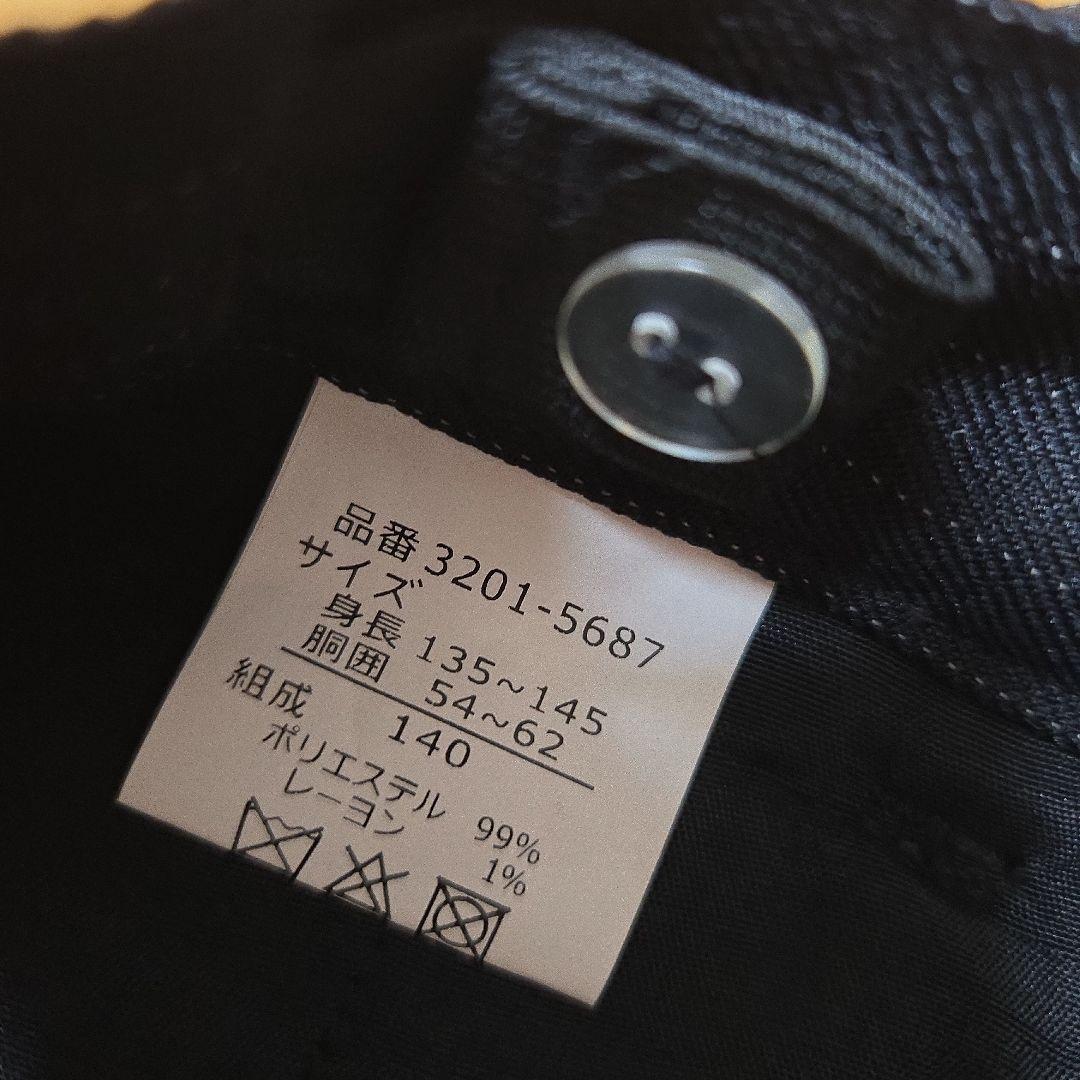 品番 3201-5687
サイズ
身長 135~145
胴囲 54~62
140
組成
ポリエステル 99%
レーヨン 1%